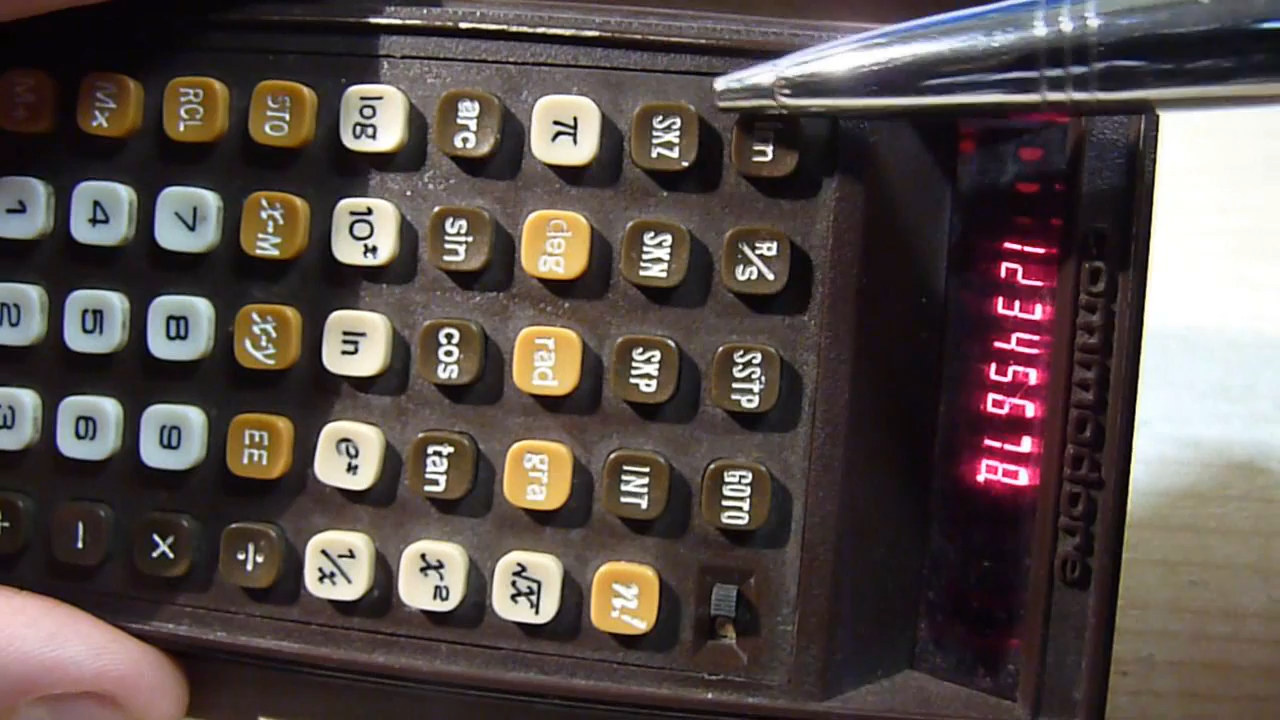 commodore
12345678
R/S SSTP GOTO
SKZ SKN SKP INT n!
π deg rad gra √x
arc sin cos tan x²
log 10ˣ ln eˣ 1/x
STO x-M x-y EE ÷
RCL 7 8 9 ×
Mx 4 5 6 −
1 2 3 +